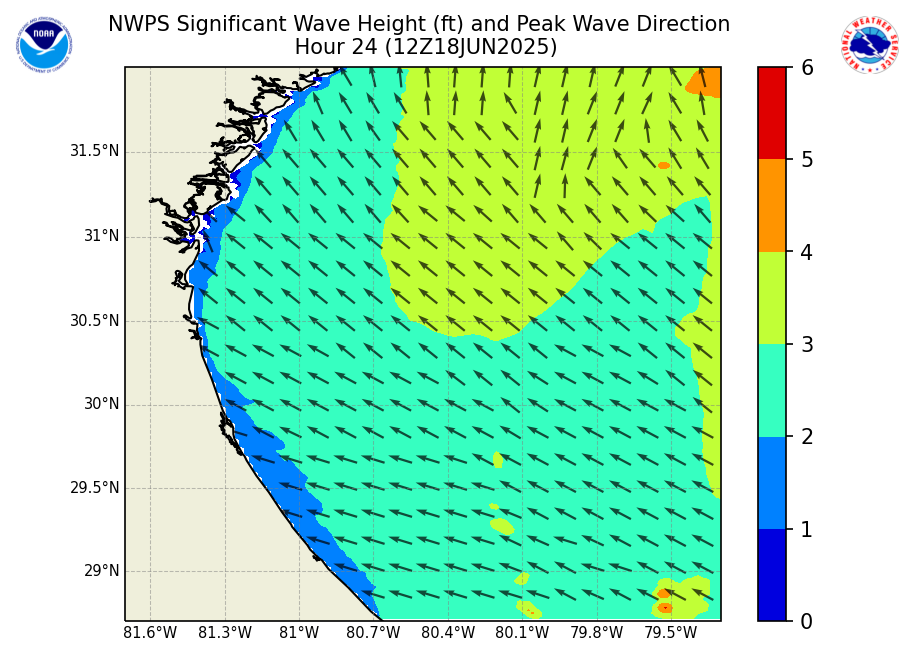 NWPS Significant Wave Height (ft) and Peak Wave Direction
Hour 24 (12Z18JUN2025)
NOAA
NATIONAL WEATHER SERVICE
31.5°N
31°N
30.5°N
30°N
29.5°N
29°N
81.6°W 81.3°W 81°W 80.7°W 80.4°W 80.1°W 79.8°W 79.5°W
6
5
4
3
2
1
0